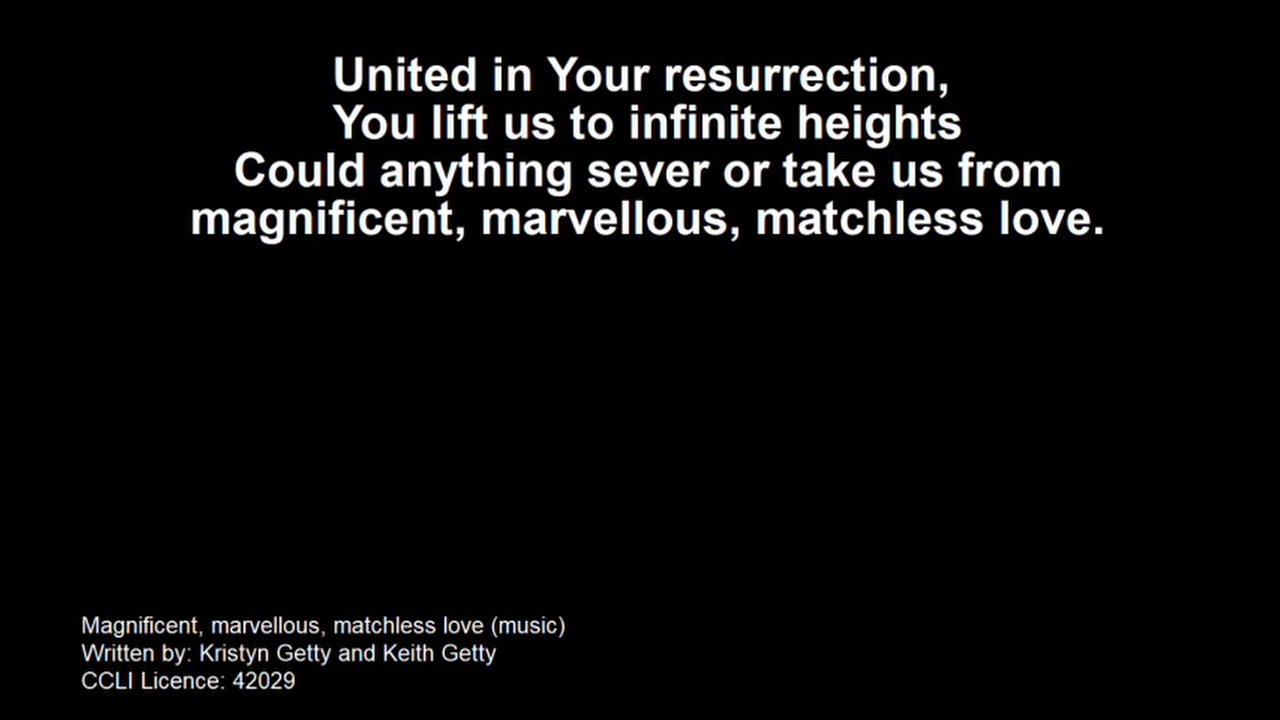 United in Your resurrection,
You lift us to infinite heights
Could anything sever or take us from
magnificent, marvellous, matchless love.
Magnificent, marvellous, matchless love (music)
Written by: Kristyn Getty and Keith Getty
CCLI Licence: 42029